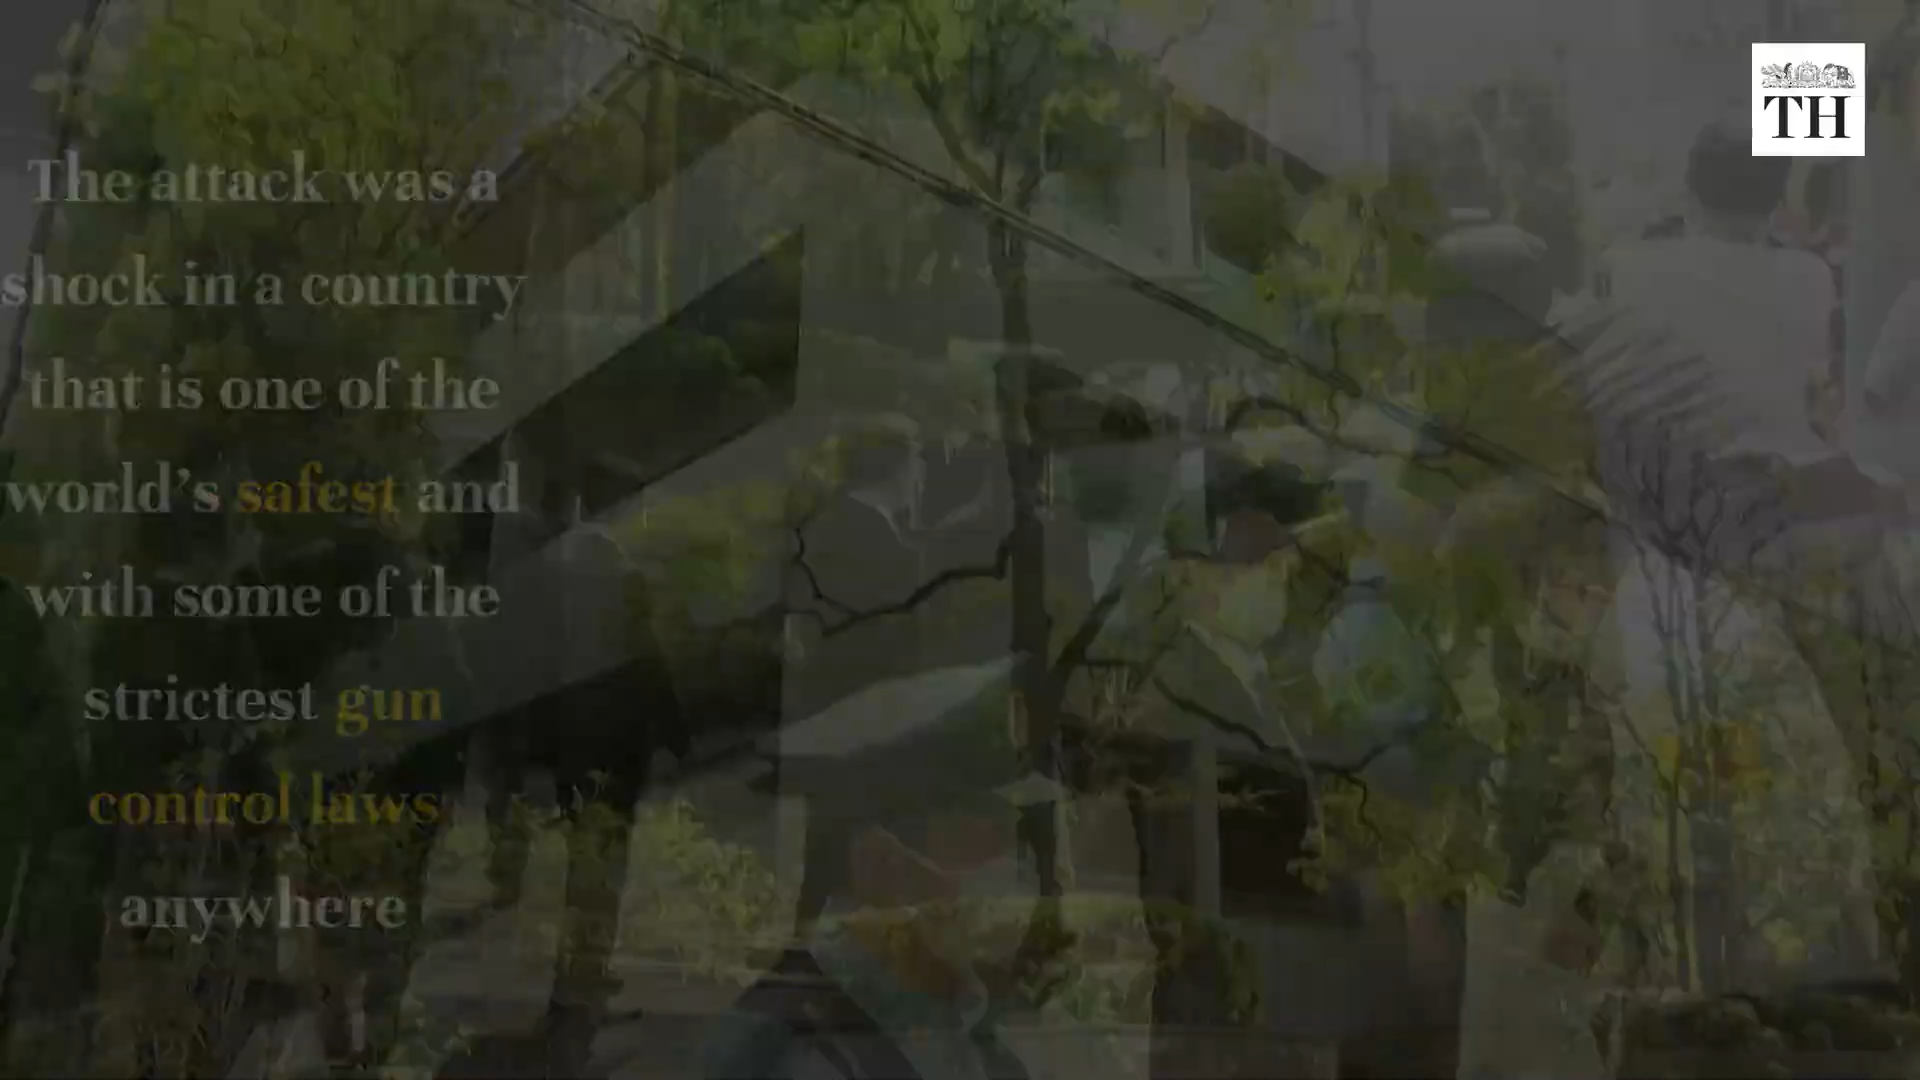 TH
The attack was a
shock in a country
that is one of the
world’s safest and
with some of the
strictest gun
control laws
anywhere